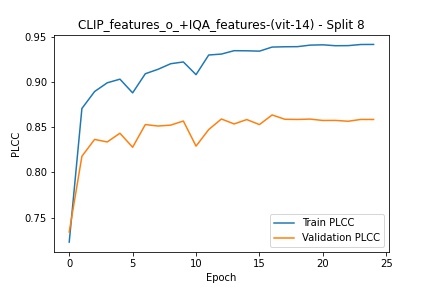 CLIP_features_o_+IQA_features-(vit-14) - Split 8
0.95
0.90
0.85
0.80
0.75
PLCC
0
5
10
15
20
25
Epoch
Train PLCC
Validation PLCC